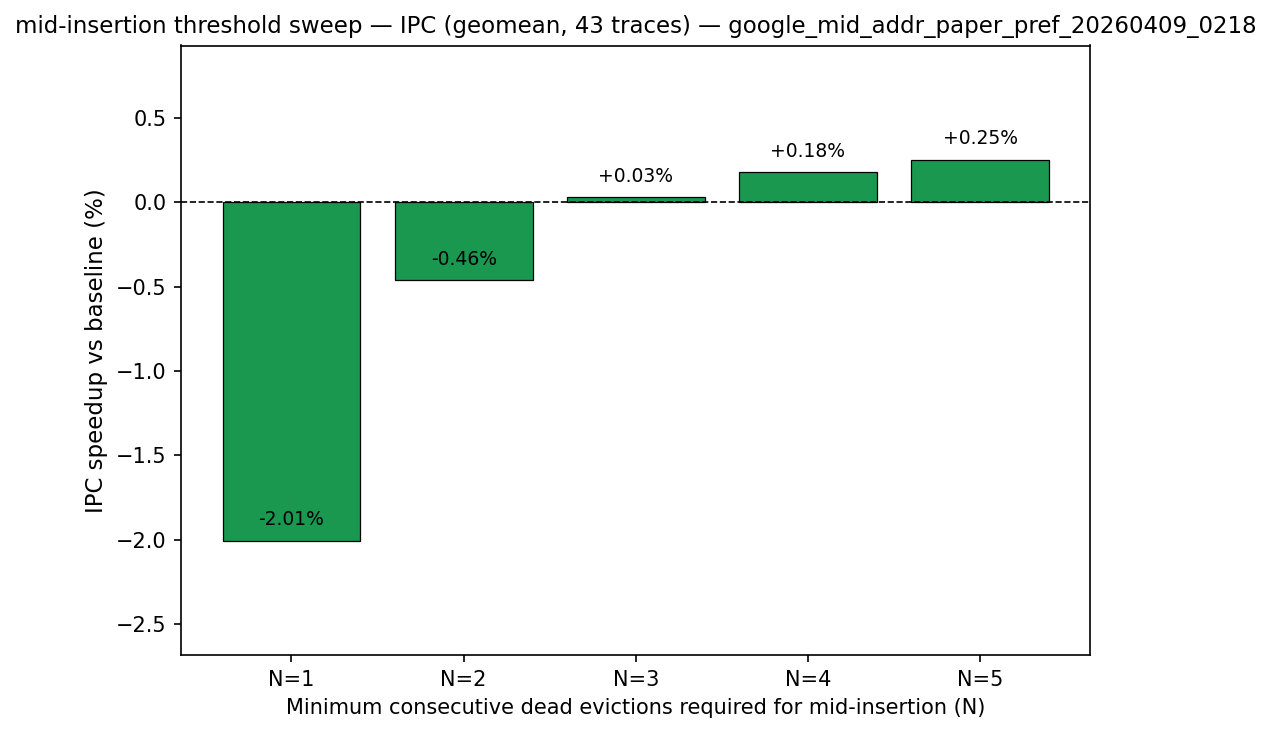 mid-insertion threshold sweep — IPC (geomean, 43 traces) — google_mid_addr_paper_pref_20260409_0218
IPC speedup vs baseline (%)
0.5
0.0
−0.5
−1.0
−1.5
−2.0
−2.5
-2.01%
-0.46%
+0.03%
+0.18%
+0.25%
N=1
N=2
N=3
N=4
N=5
Minimum consecutive dead evictions required for mid-insertion (N)